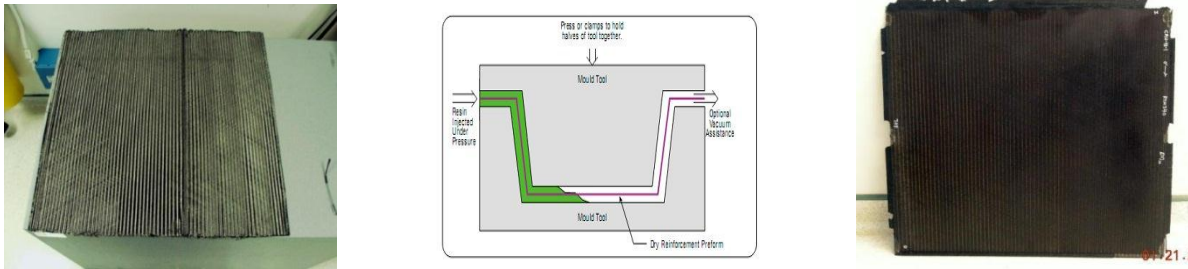 Press or clamps to hold
halves of tool together.
Mould Tool
Resin
Injected
Under
Pressure
Optional
Vacuum
Assistance
Mould Tool
Dry Reinforcement Preform